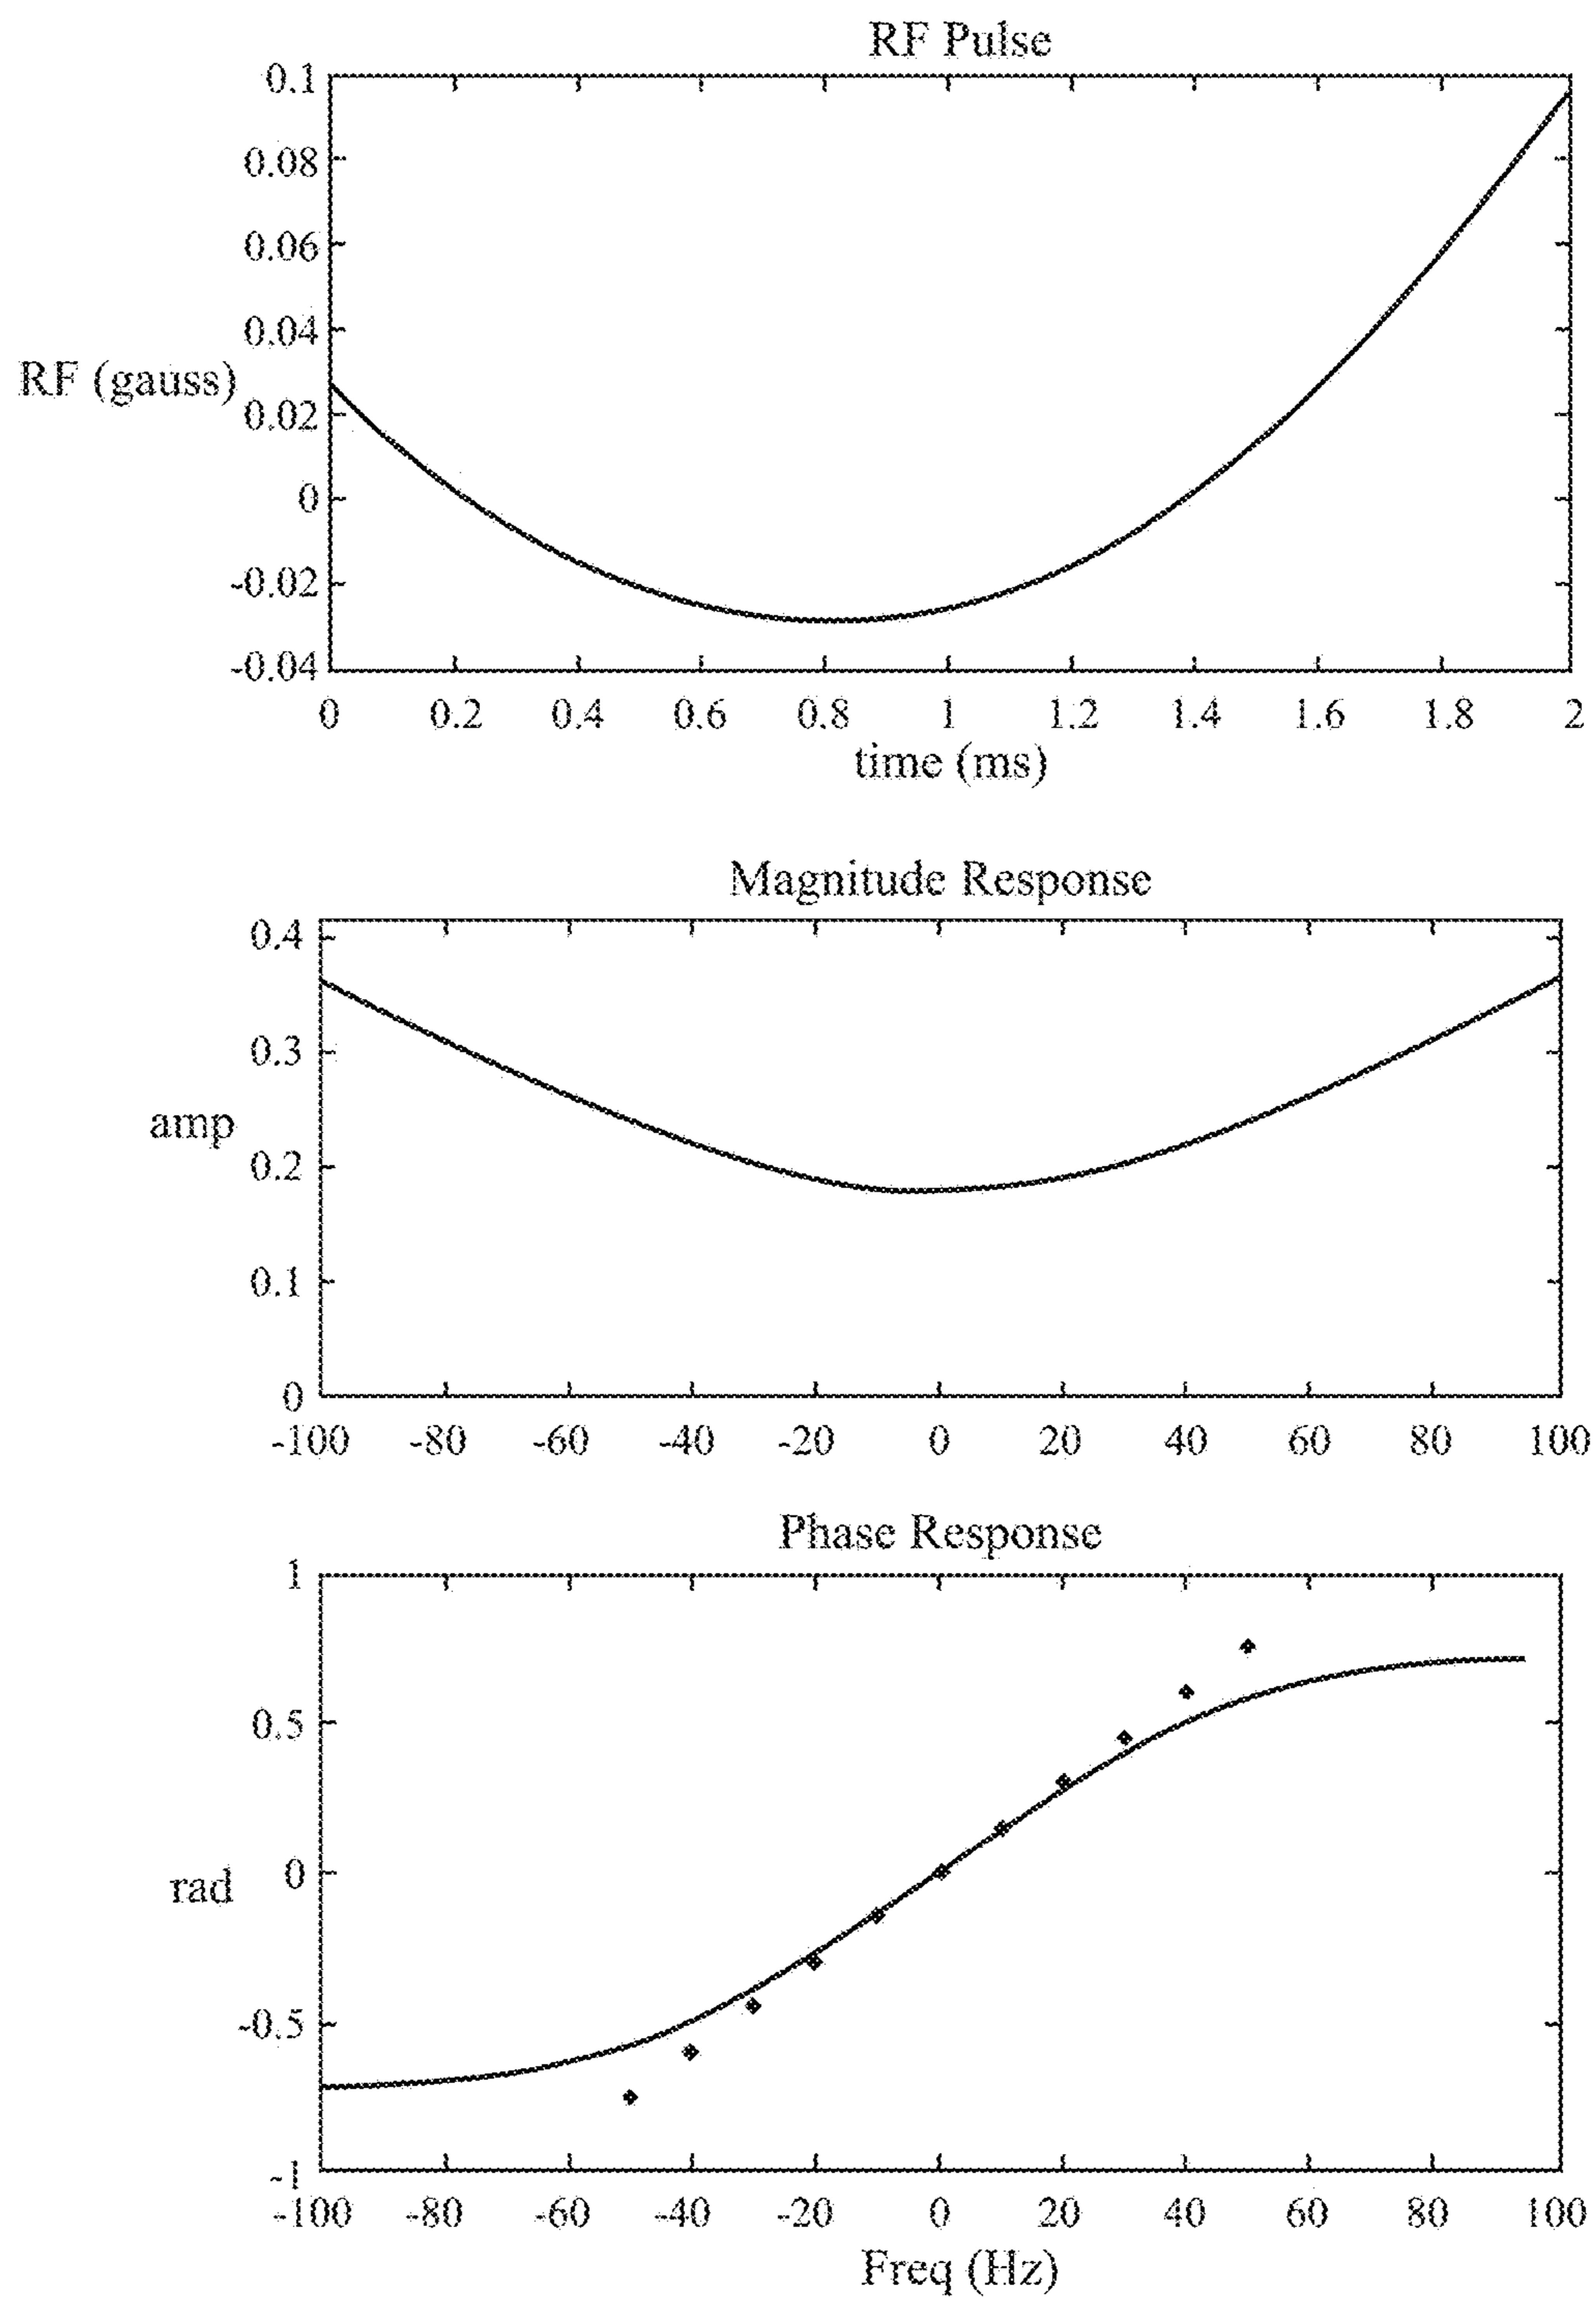 RF Pulse
0.1
0.08
0.06
0.04
RF (gauss)
0.02
0
-0.02
-0.04
0 0.2 0.4 0.6 0.8 1 1.2 1.4 1.6 1.8 2
time (ms)
Magnitude Response
0.4
0.3
amp
0.2
0.1
0
-100 -80 -60 -40 -20 0 20 40 60 80 100
Phase Response
1
0.5
rad 0
-0.5
-1
-100 -80 -60 -40 -20 0 20 40 60 80 100
Freq (Hz)